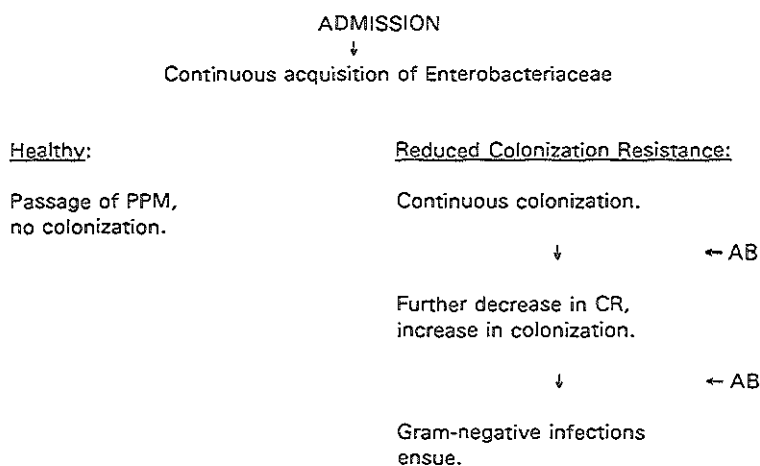 ADMISSION
↓
Continuous acquisition of Enterobacteriaceae
Healthy:
Passage of PPM,
no colonization.
Reduced Colonization Resistance:
Continuous colonization.
↓ ← AB
Further decrease in CR,
increase in colonization.
↓ ← AB
Gram-negative infections
ensue.